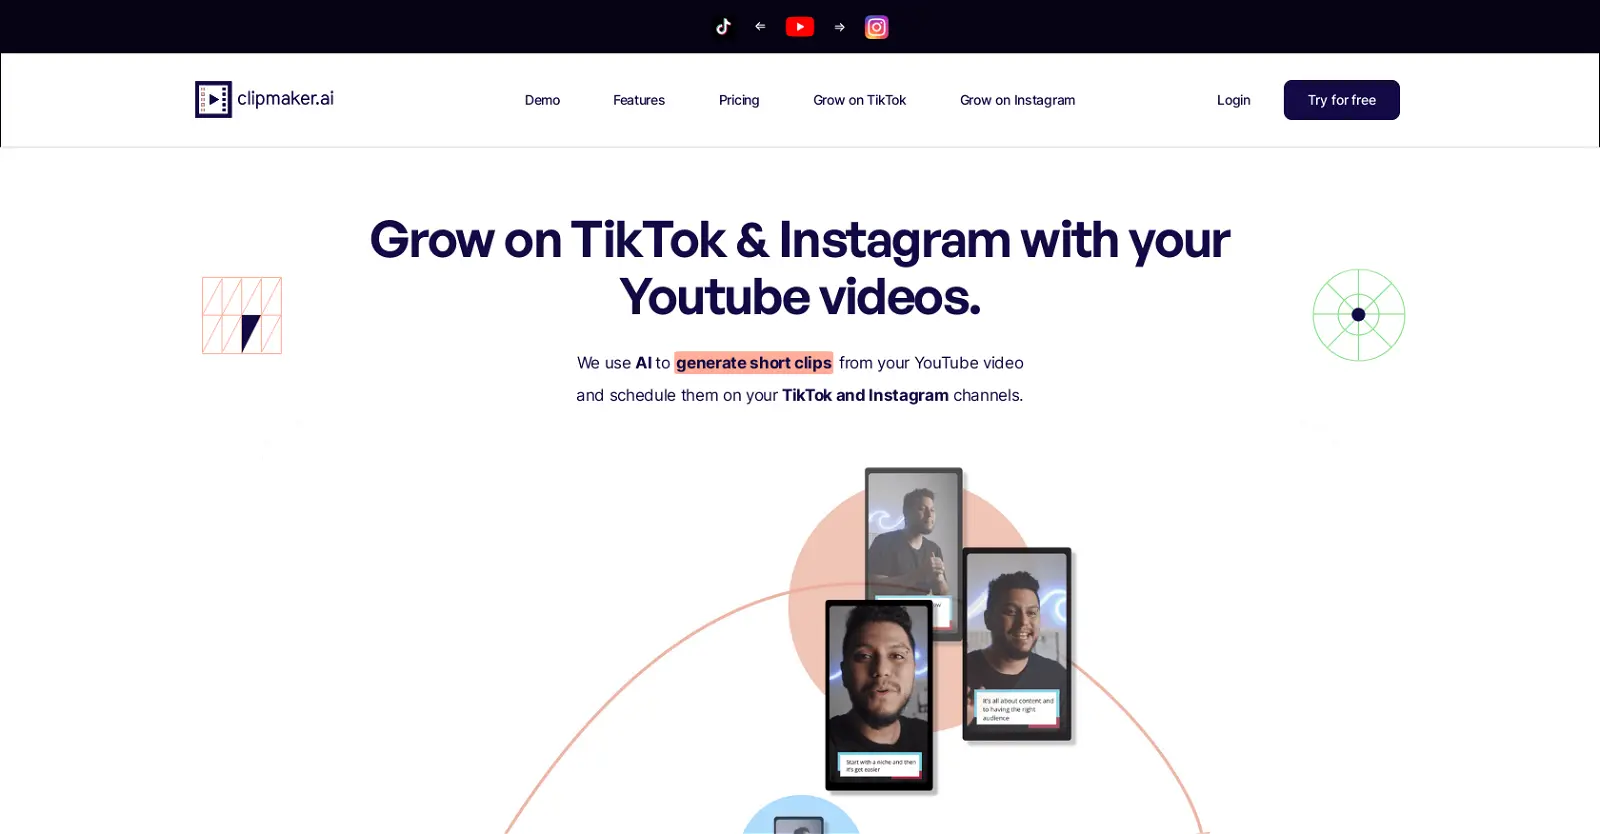 clipmaker.ai
Demo
Features
Pricing
Grow on TikTok
Grow on Instagram
Login
Try for free
Grow on TikTok & Instagram with your
Youtube videos.
We use AI to generate short clips from your YouTube video
and schedule them on your TikTok and Instagram channels.
It's all about content and
to having the right
audience
Start with a niche and then
it's get easier